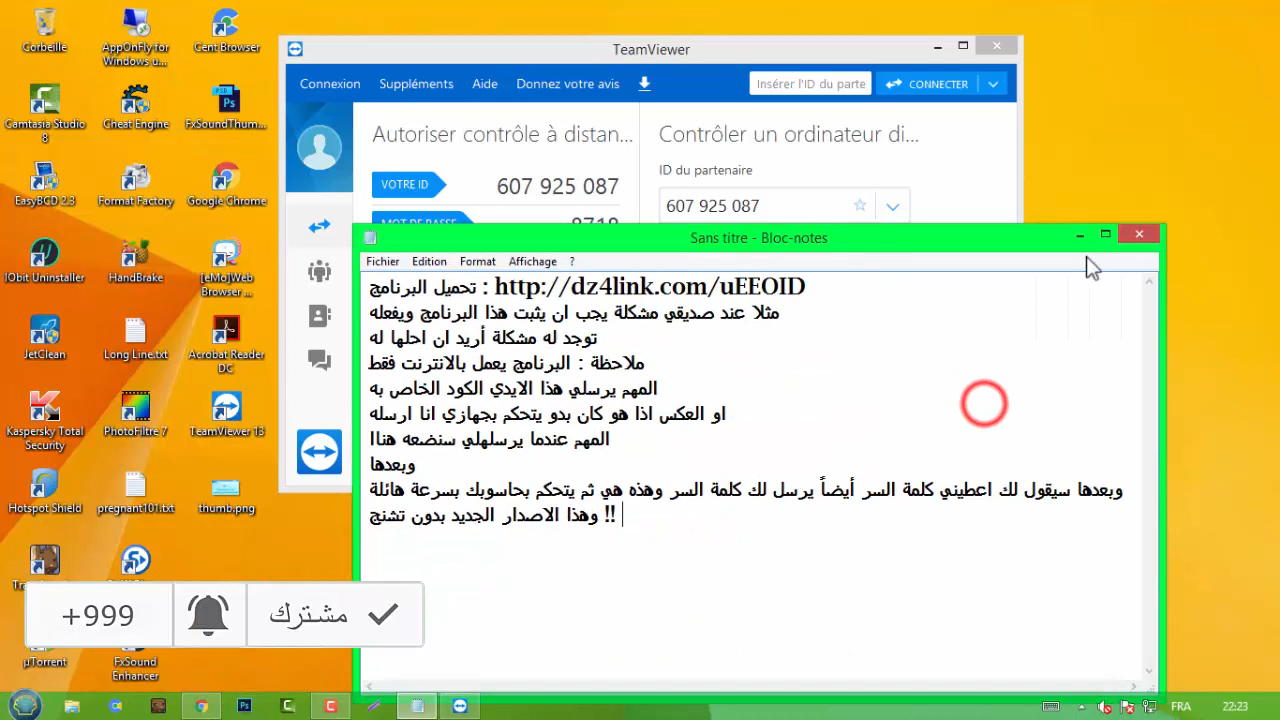 Corbeille
AppOnFly for
Windows u...
Cent Browser
Camtasia Studio
8
Cheat Engine
FxSoundThum...
EasyBCD 2.3
Format Factory
Google Chrome
IObit Uninstaller
HandBrake
[eMo]Web
Browser ...
JetClean
Long Line.txt
Acrobat Reader
DC
Kaspersky Total
Security
PhotoFiltre 7
TeamViewer 13
Hotspot Shield
pregnant101.txt
thumb.png
µTorrent
FxSound
Enhancer
TeamViewer
Connexion Suppléments Aide Donnez votre avis
Insérer l'ID du parte
CONNECTER
Autoriser contrôle à distan...
Contrôler un ordinateur di...
VOTRE ID 607 925 087
ID du partenaire
607 925 087
Sans titre - Bloc-notes
Fichier Edition Format Affichage ?
تحميل البرنامج : http://dz4link.com/uEEOID
مثلا عند صديقي مشكلة يجب ان يثبت هذا البرنامج ويفعله
توجد له مشكلة أريد ان احلها له
ملاحظة : البرنامج يعمل بالانترنت فقط
المهم يرسلي هذا الايدي الكود الخاص به
او العكس اذا هو كان بدو يتحكم بجهازي انا ارسله
المهم عندما يرسلهلي سنضعه هناا
وبعدها
وبعدها سيقول لك اعطيني كلمة السر أيضاً يرسل لك كلمة السر وهذه هي ثم يتحكم بحاسوبك بسرعة هائلة
وهذا الاصدار الجديد بدون تشنج !!
+999
مشترك
FR
22:23